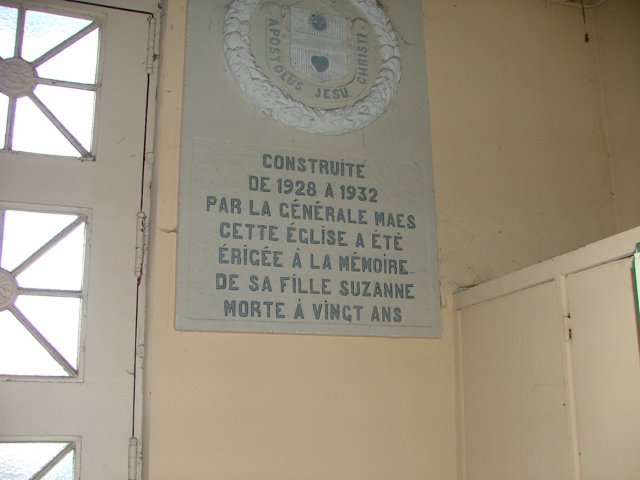 APOSTOLUS JESU CHRISTI
CONSTRUITE
DE 1928 À 1932
PAR LA GÉNÉRALE MAES
CETTE ÉGLISE A ÉTÉ
ÉRIGÉE À LA MÉMOIRE
DE SA FILLE SUZANNE
MORTE À VINGT ANS